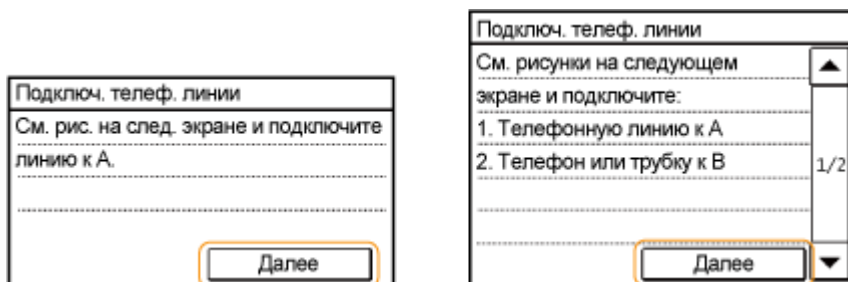 Подключ. телеф. линии
См. рис. на след. экране и подключите
линию к А.
Далее
Подключ. телеф. линии
См. рисунки на следующем
экране и подключите:
1. Телефонную линию к А
2. Телефон или трубку к В
1/2
Далее